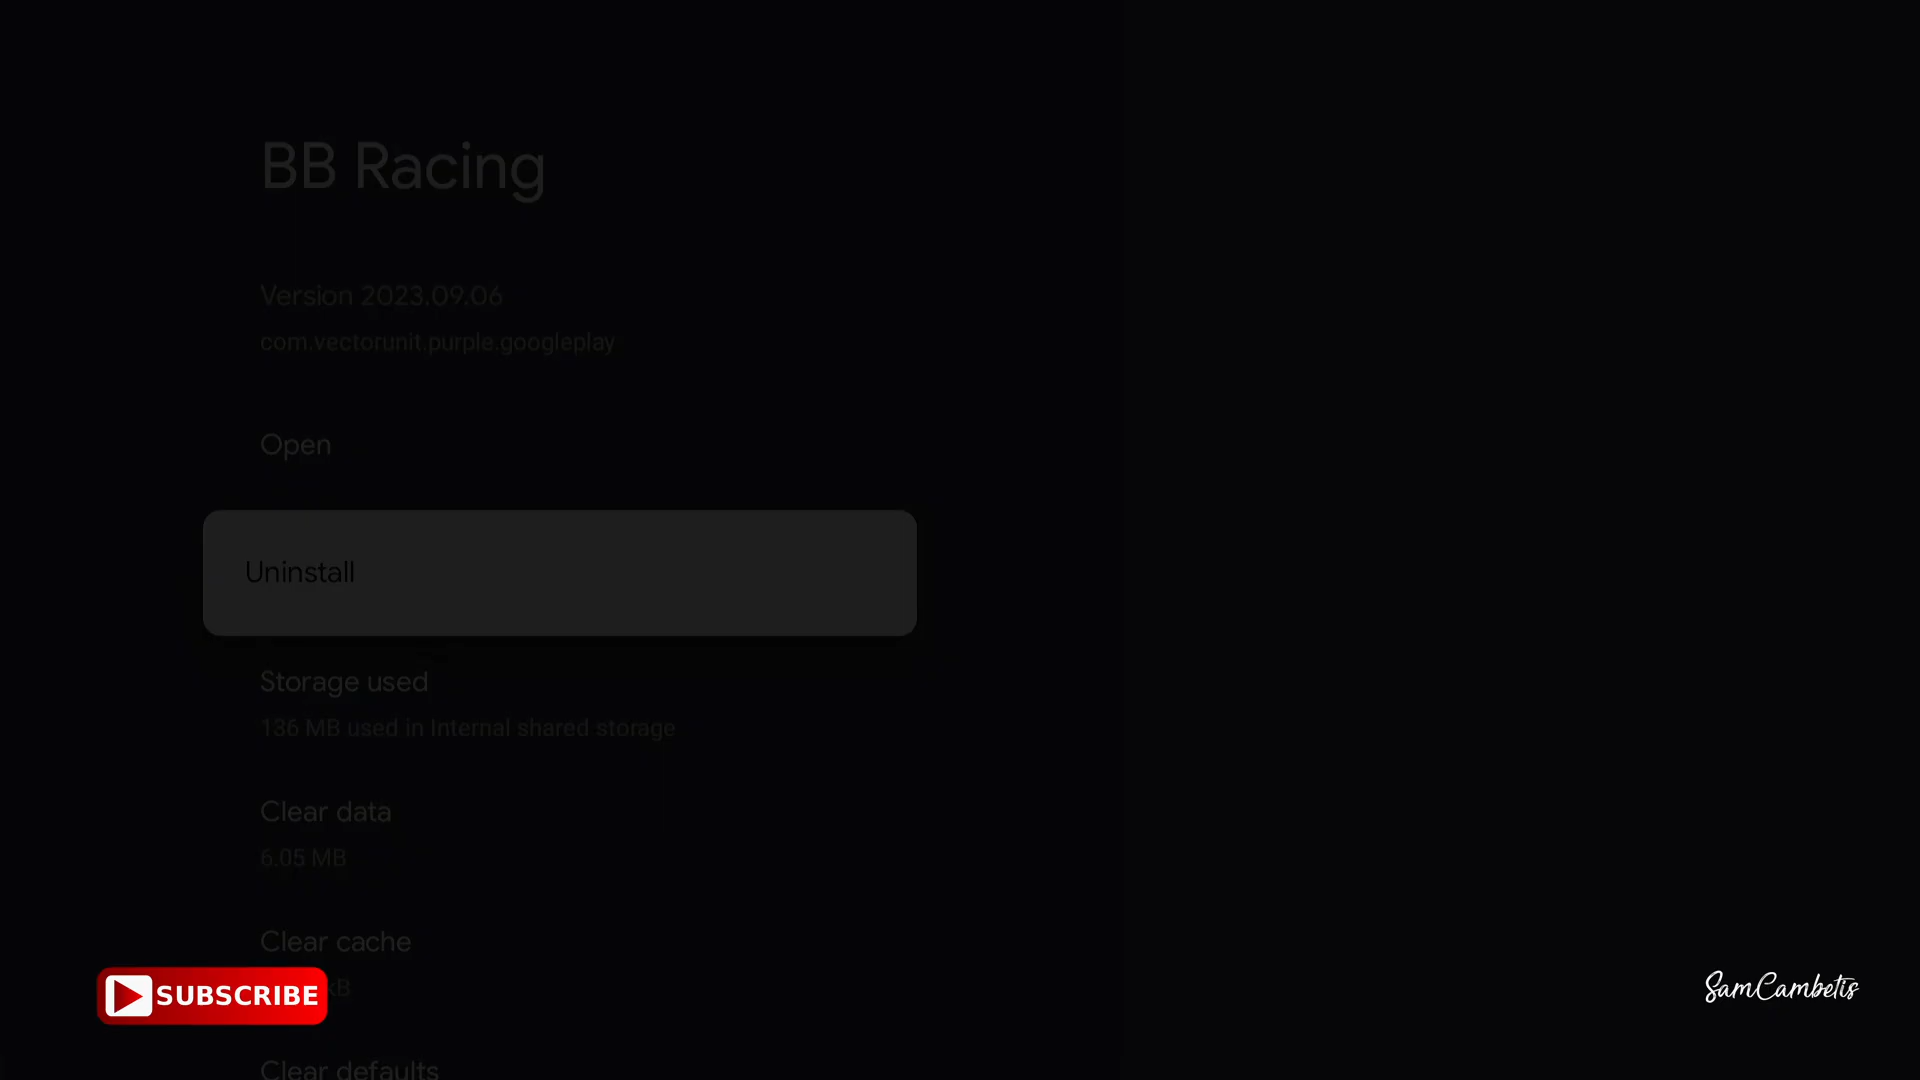 BB Racing
Version 2023.09.06
com.vectorunit.purple.googleplay
Open
Uninstall
Storage used
136 MB used in Internal shared storage
Clear data
6.05 MB
Clear cache
kB
SUBSCRIBE
SamCambetis
Clear defaults